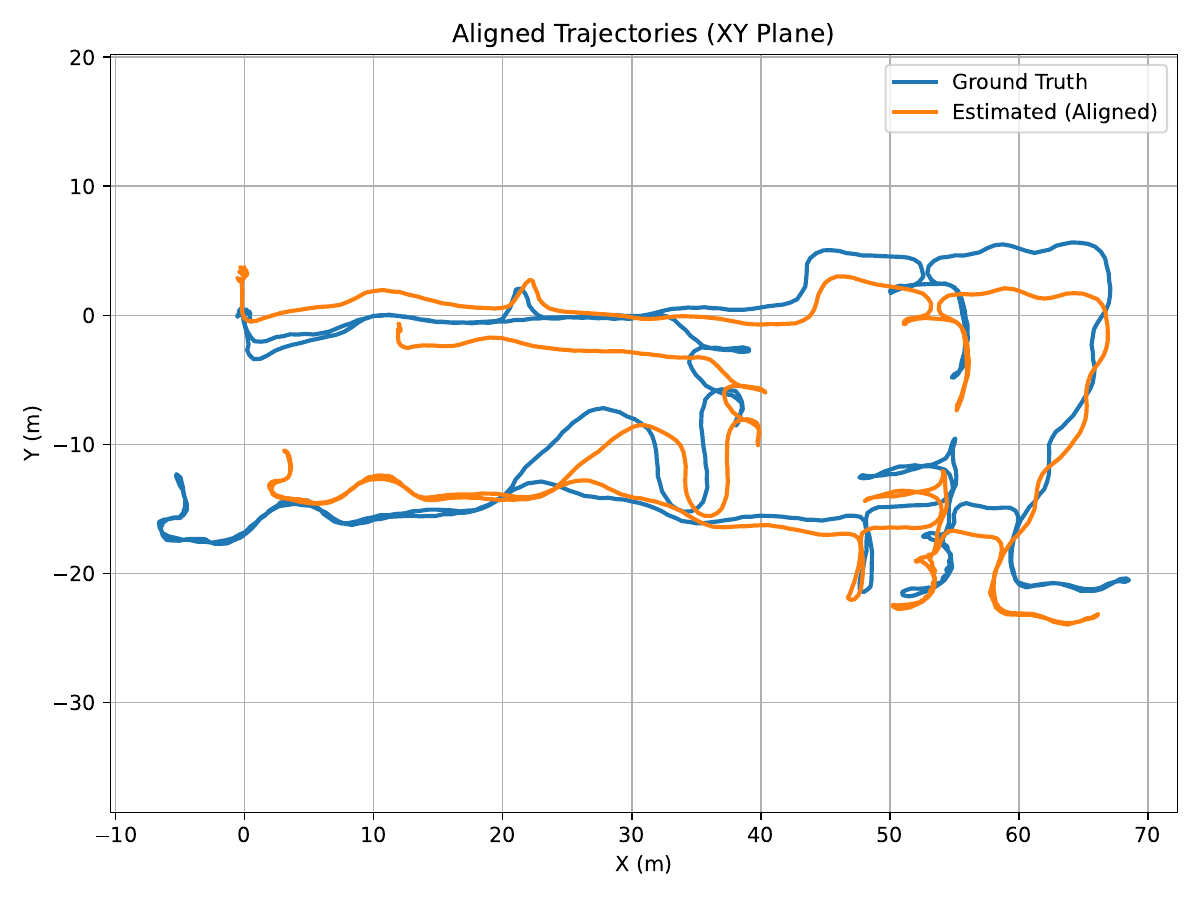 Aligned Trajectories (XY Plane)
Ground Truth
Estimated (Aligned)
20
10
0
−10
−20
−30
Y (m)
−10 0 10 20 30 40 50 60 70
X (m)